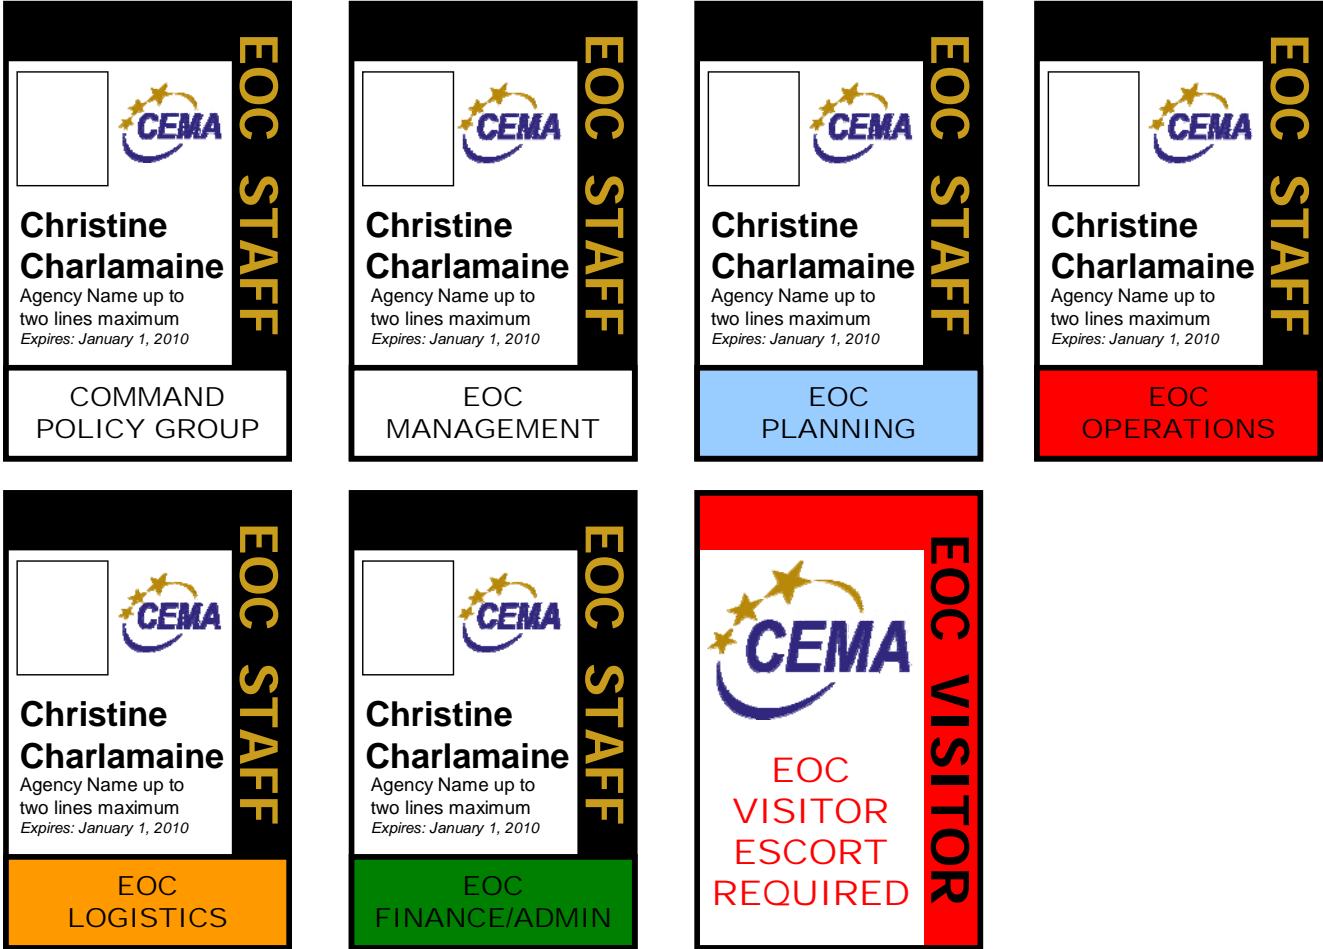 EOC STAFF
CEMA
Christine
Charlamaine
Agency Name up to
two lines maximum
Expires: January 1, 2010
COMMAND
POLICY GROUP
EOC STAFF
CEMA
Christine
Charlamaine
Agency Name up to
two lines maximum
Expires: January 1, 2010
EOC
MANAGEMENT
EOC STAFF
CEMA
Christine
Charlamaine
Agency Name up to
two lines maximum
Expires: January 1, 2010
EOC
PLANNING
EOC STAFF
CEMA
Christine
Charlamaine
Agency Name up to
two lines maximum
Expires: January 1, 2010
EOC
OPERATIONS
EOC STAFF
CEMA
Christine
Charlamaine
Agency Name up to
two lines maximum
Expires: January 1, 2010
EOC
LOGISTICS
EOC STAFF
CEMA
Christine
Charlamaine
Agency Name up to
two lines maximum
Expires: January 1, 2010
EOC
FINANCE/ADMIN
EOC VISITOR
CEMA
EOC
VISITOR
ESCORT
REQUIRED